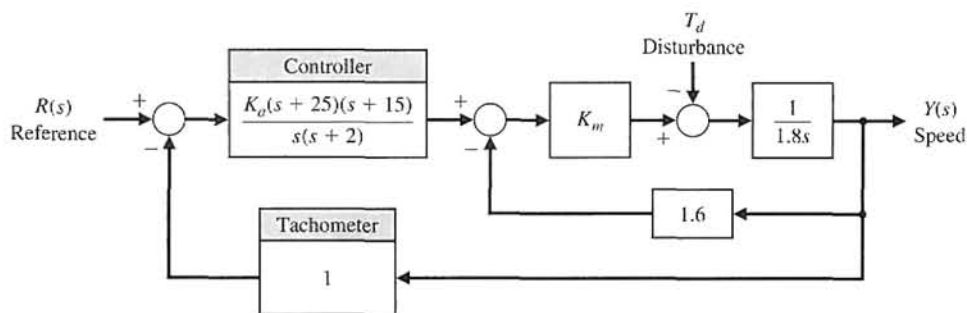 T_d
Disturbance
Controller
R(s)
Reference
+
−
K_a(s + 25)(s + 15)
s(s + 2)
+
−
K_m
−
+
1
1.8s
Y(s)
Speed
1.6
Tachometer
1